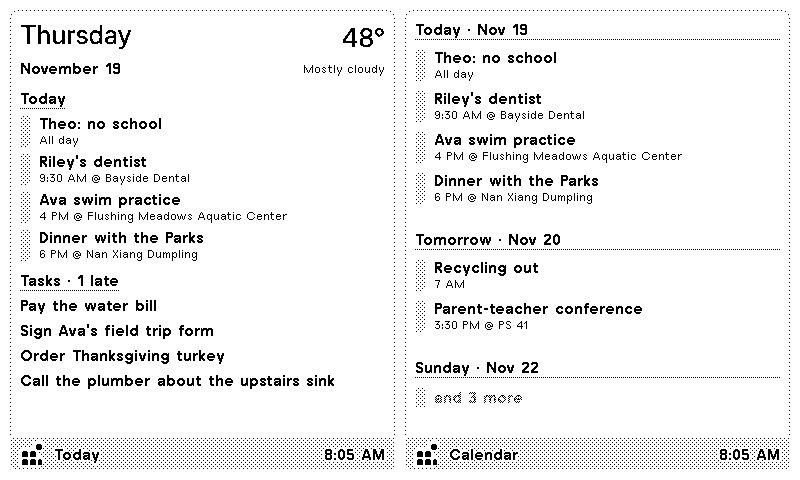 Thursday
48°
November 19
Mostly cloudy
Today
Theo: no school
All day
Riley's dentist
9:30 AM @ Bayside Dental
Ava swim practice
4 PM @ Flushing Meadows Aquatic Center
Dinner with the Parks
6 PM @ Nan Xiang Dumpling
Tasks · 1 late
Pay the water bill
Sign Ava's field trip form
Order Thanksgiving turkey
Call the plumber about the upstairs sink
Today
8:05 AM
Today · Nov 19
Theo: no school
All day
Riley's dentist
9:30 AM @ Bayside Dental
Ava swim practice
4 PM @ Flushing Meadows Aquatic Center
Dinner with the Parks
6 PM @ Nan Xiang Dumpling
Tomorrow · Nov 20
Recycling out
7 AM
Parent-teacher conference
3:30 PM @ PS 41
Sunday · Nov 22
and 3 more
Calendar
8:05 AM